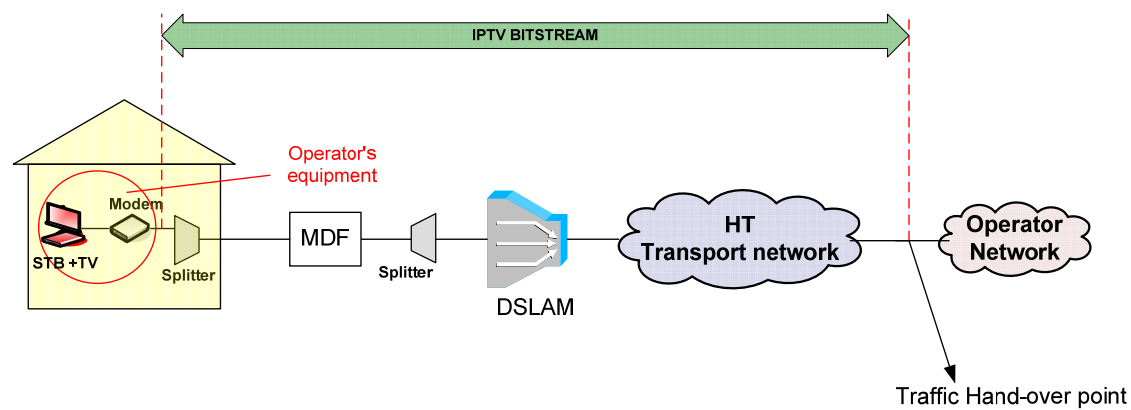 IPTV BITSTREAM
Operator's
equipment
Modem
STB +TV
Splitter
MDF
Splitter
DSLAM
HT
Transport network
Operator
Network
Traffic Hand-over point